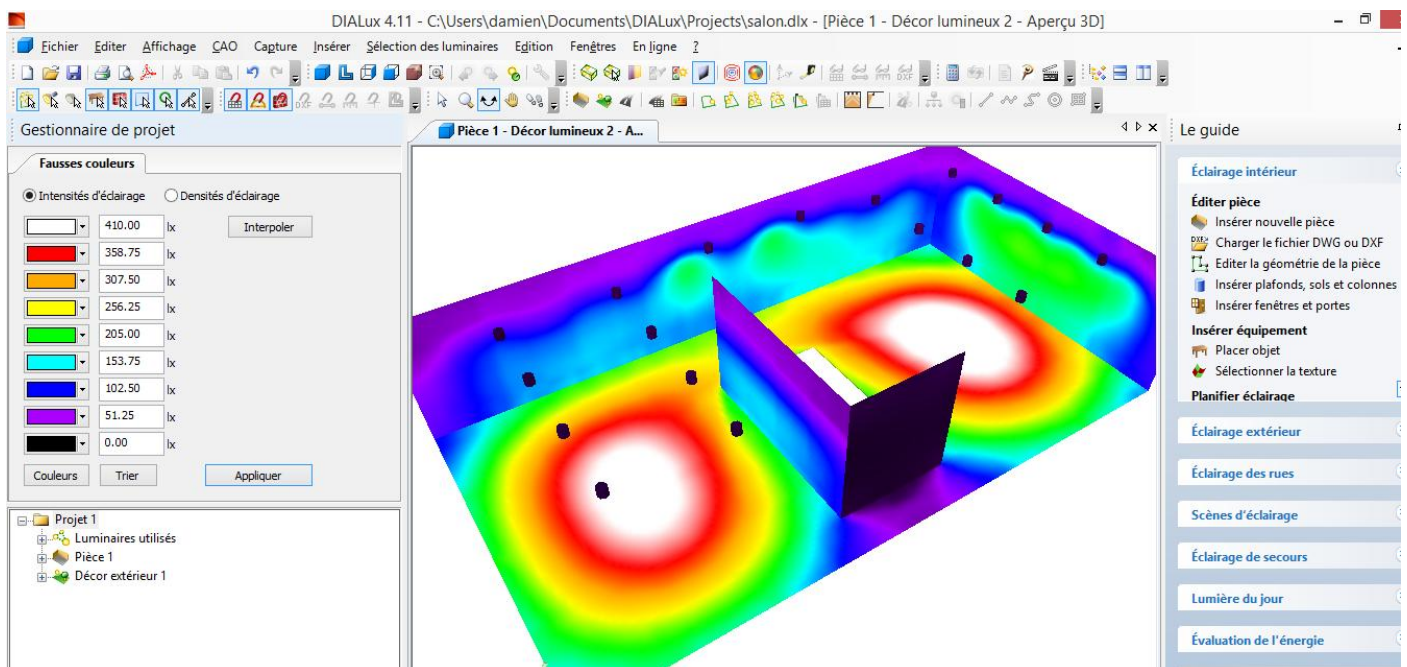 DIALux 4.11 - C:\Users\damien\Documents\DIALux\Projects\salon.dlx - [Pièce 1 - Décor lumineux 2 - Aperçu 3D]
Fichier Editer Affichage CAO Capture Insérer Sélection des luminaires Edition Fenêtres En ligne ?
Gestionnaire de projet
Fausses couleurs
Intensités d'éclairage Densités d'éclairage
410.00 lx Interpoler
358.75 lx
307.50 lx
256.25 lx
205.00 lx
153.75 lx
102.50 lx
51.25 lx
0.00 lx
Couleurs Trier Appliquer
Projet 1
Luminaires utilisés
Pièce 1
Décor extérieur 1
Pièce 1 - Décor lumineux 2 - A...
Le guide
Éclairage intérieur
Éditer pièce
Insérer nouvelle pièce
Charger le fichier DWG ou DXF
Editer la géométrie de la pièce
Insérer plafonds, sols et colonnes
Insérer fenêtres et portes
Insérer équipement
Placer objet
Sélectionner la texture
Planifier éclairage
Éclairage extérieur
Éclairage des rues
Scènes d'éclairage
Éclairage de secours
Lumière du jour
Évaluation de l'énergie